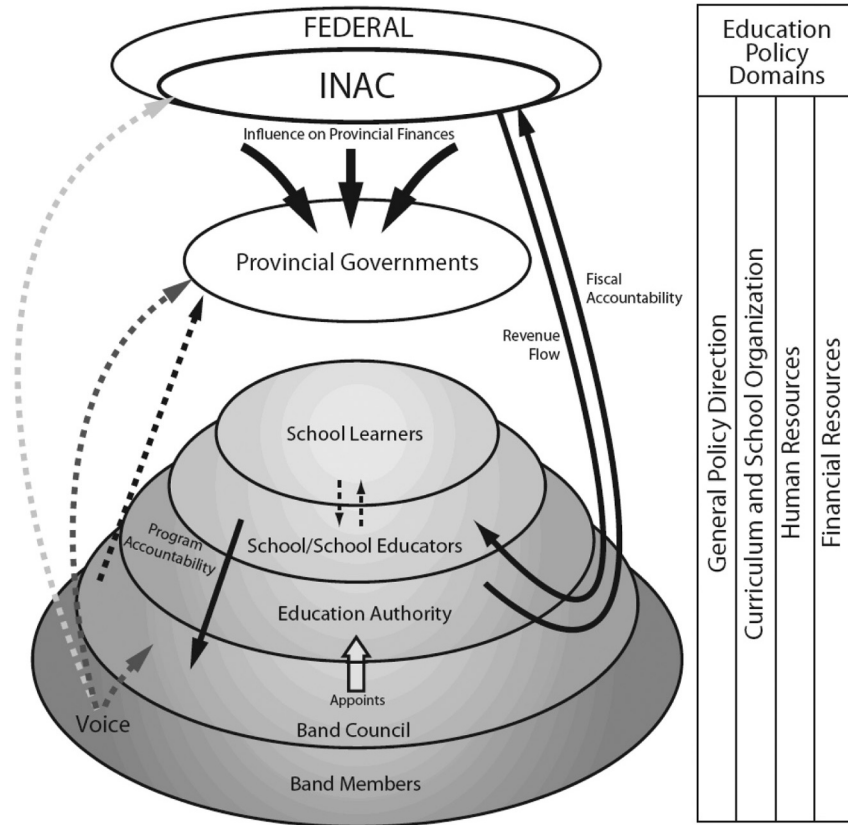 FEDERAL
INAC
Influence on Provincial Finances
Provincial Governments
Fiscal
Accountability
Revenue
Flow
School Learners
Program
Accountability
School/School Educators
Education Authority
Appoints
Voice
Band Council
Band Members
Education
Policy
Domains
General Policy Direction
Curriculum and School Organization
Human Resources
Financial Resources